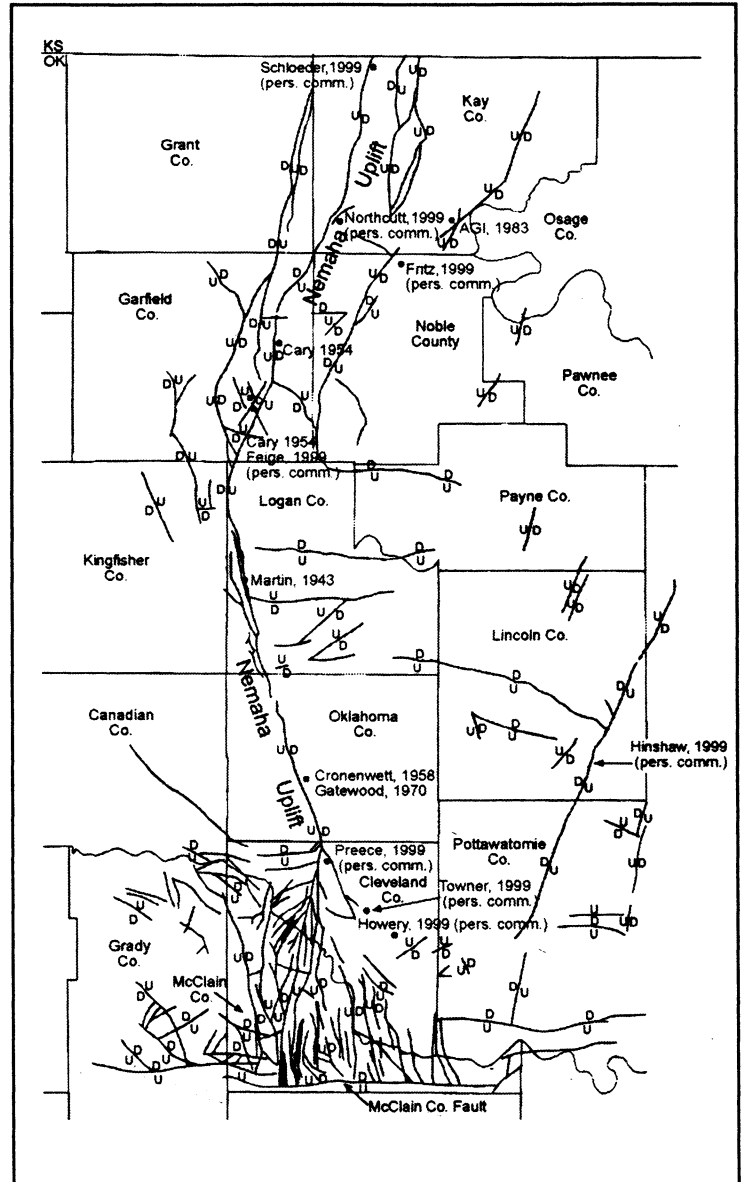 KS
OK
Schloeder, 1999
(pers. comm.)
Kay
Co.
Grant
Co.
Uplift
Northcutt, 1999
(pers. comm.)
AGI, 1983
Osage
Co.
Nemaha
Fritz, 1999
(pers. comm.)
Garfield
Co.
Noble
County
Cary 1954
Pawnee
Co.
Cary 1954
Feige, 1999
(pers. comm.)
Logan Co.
Payne Co.
Kingfisher
Co.
Martin, 1943
Lincoln Co.
Nemaha
Canadian
Co.
Oklahoma
Co.
Hinshaw, 1999
(pers. comm.)
Cronenwett, 1958
Gatewood, 1970
Uplift
Preece, 1999
(pers. comm.)
Pottawatomie
Co.
Cleveland
Co.
Towner, 1999
(pers. comm.)
Howery, 1999 (pers. comm.)
Grady
Co.
McClain
Co.
McClain Co. Fault